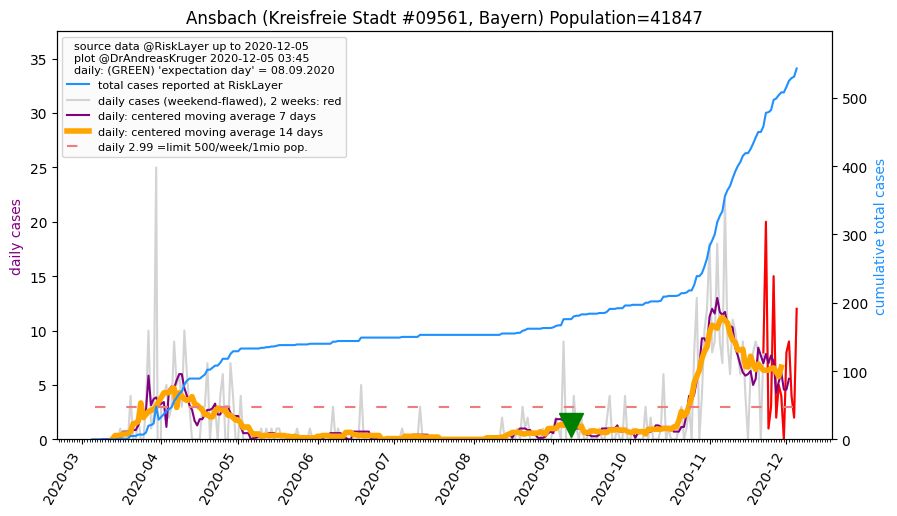 Ansbach (Kreisfreie Stadt #09561, Bayern) Population=41847
source data @RiskLayer up to 2020-12-05
plot @DrAndreasKruger 2020-12-05 03:45
daily: (GREEN) 'expectation day' = 08.09.2020
total cases reported at RiskLayer
daily cases (weekend-flawed), 2 weeks: red
daily: centered moving average 7 days
daily: centered moving average 14 days
daily 2.99 =limit 500/week/1mio pop.
daily cases
35
30
25
20
15
10
5
0
cumulative total cases
500
400
300
200
100
0
2020-03
2020-04
2020-05
2020-06
2020-07
2020-08
2020-09
2020-10
2020-11
2020-12